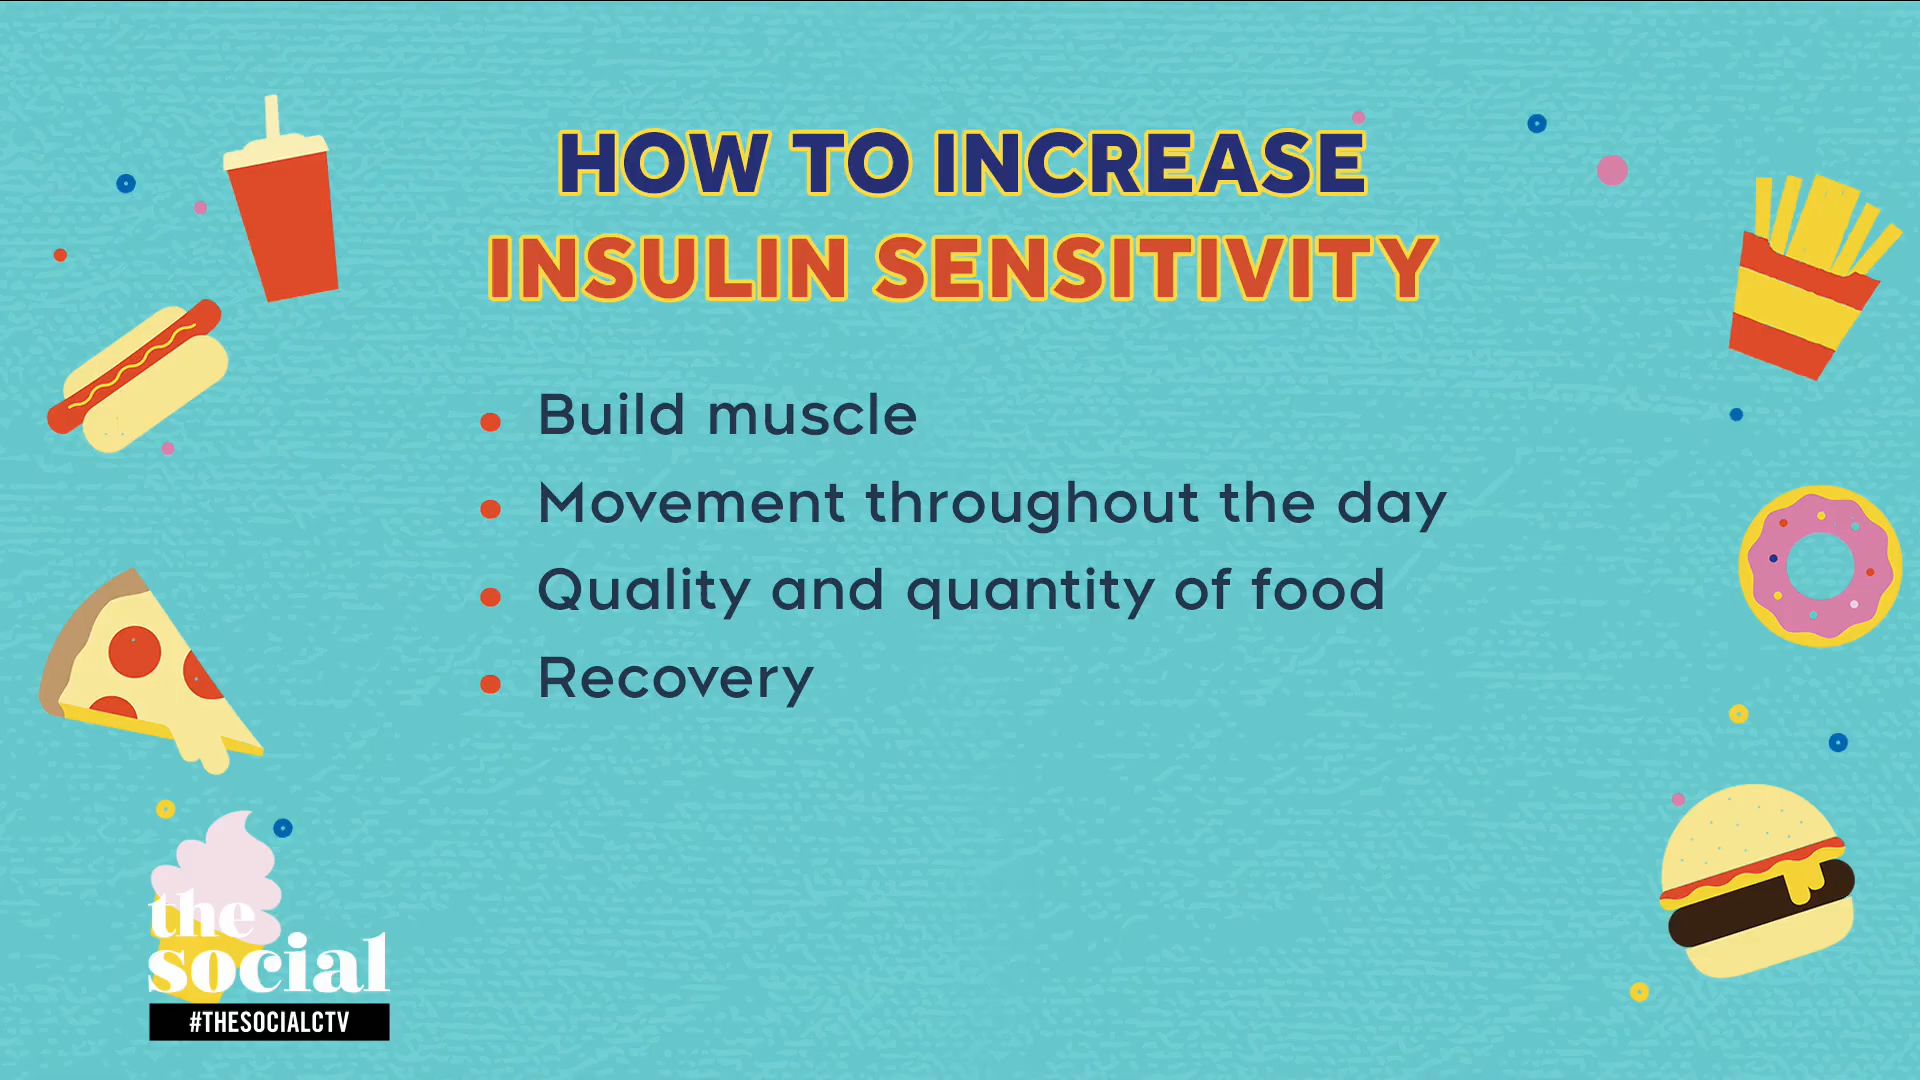 HOW TO INCREASE
INSULIN SENSITIVITY
Build muscle
Movement throughout the day
Quality and quantity of food
Recovery
the
social
#THESOCIALCTV